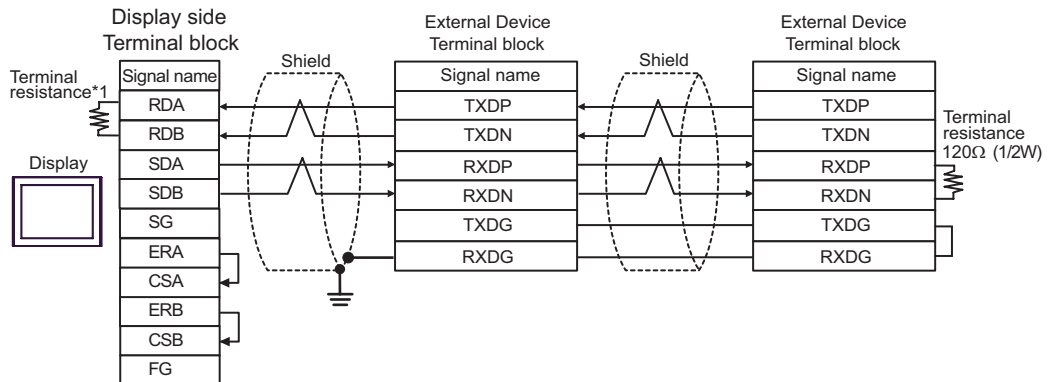 Display side
Terminal block
External Device
Terminal block
External Device
Terminal block
Shield
Shield
Terminal
resistance*1
Signal name
RDA
RDB
SDA
SDB
SG
ERA
CSA
ERB
CSB
FG
Display
Signal name
TXDP
TXDN
RXDP
RXDN
TXDG
RXDG
Signal name
TXDP
TXDN
RXDP
RXDN
TXDG
RXDG
Terminal
resistance
120Ω (1/2W)